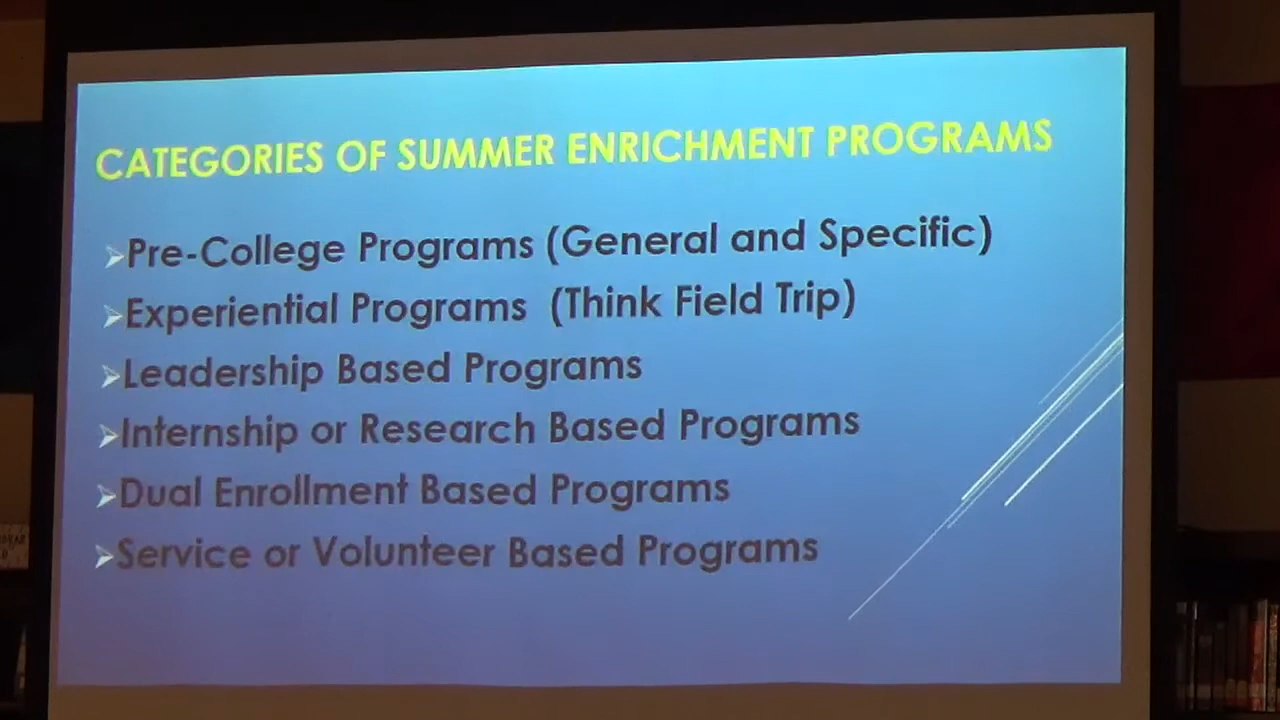 CATEGORIES OF SUMMER ENRICHMENT PROGRAMS
Pre-College Programs (General and Specific)
Experiential Programs (Think Field Trip)
Leadership Based Programs
Internship or Research Based Programs
Dual Enrollment Based Programs
Service or Volunteer Based Programs